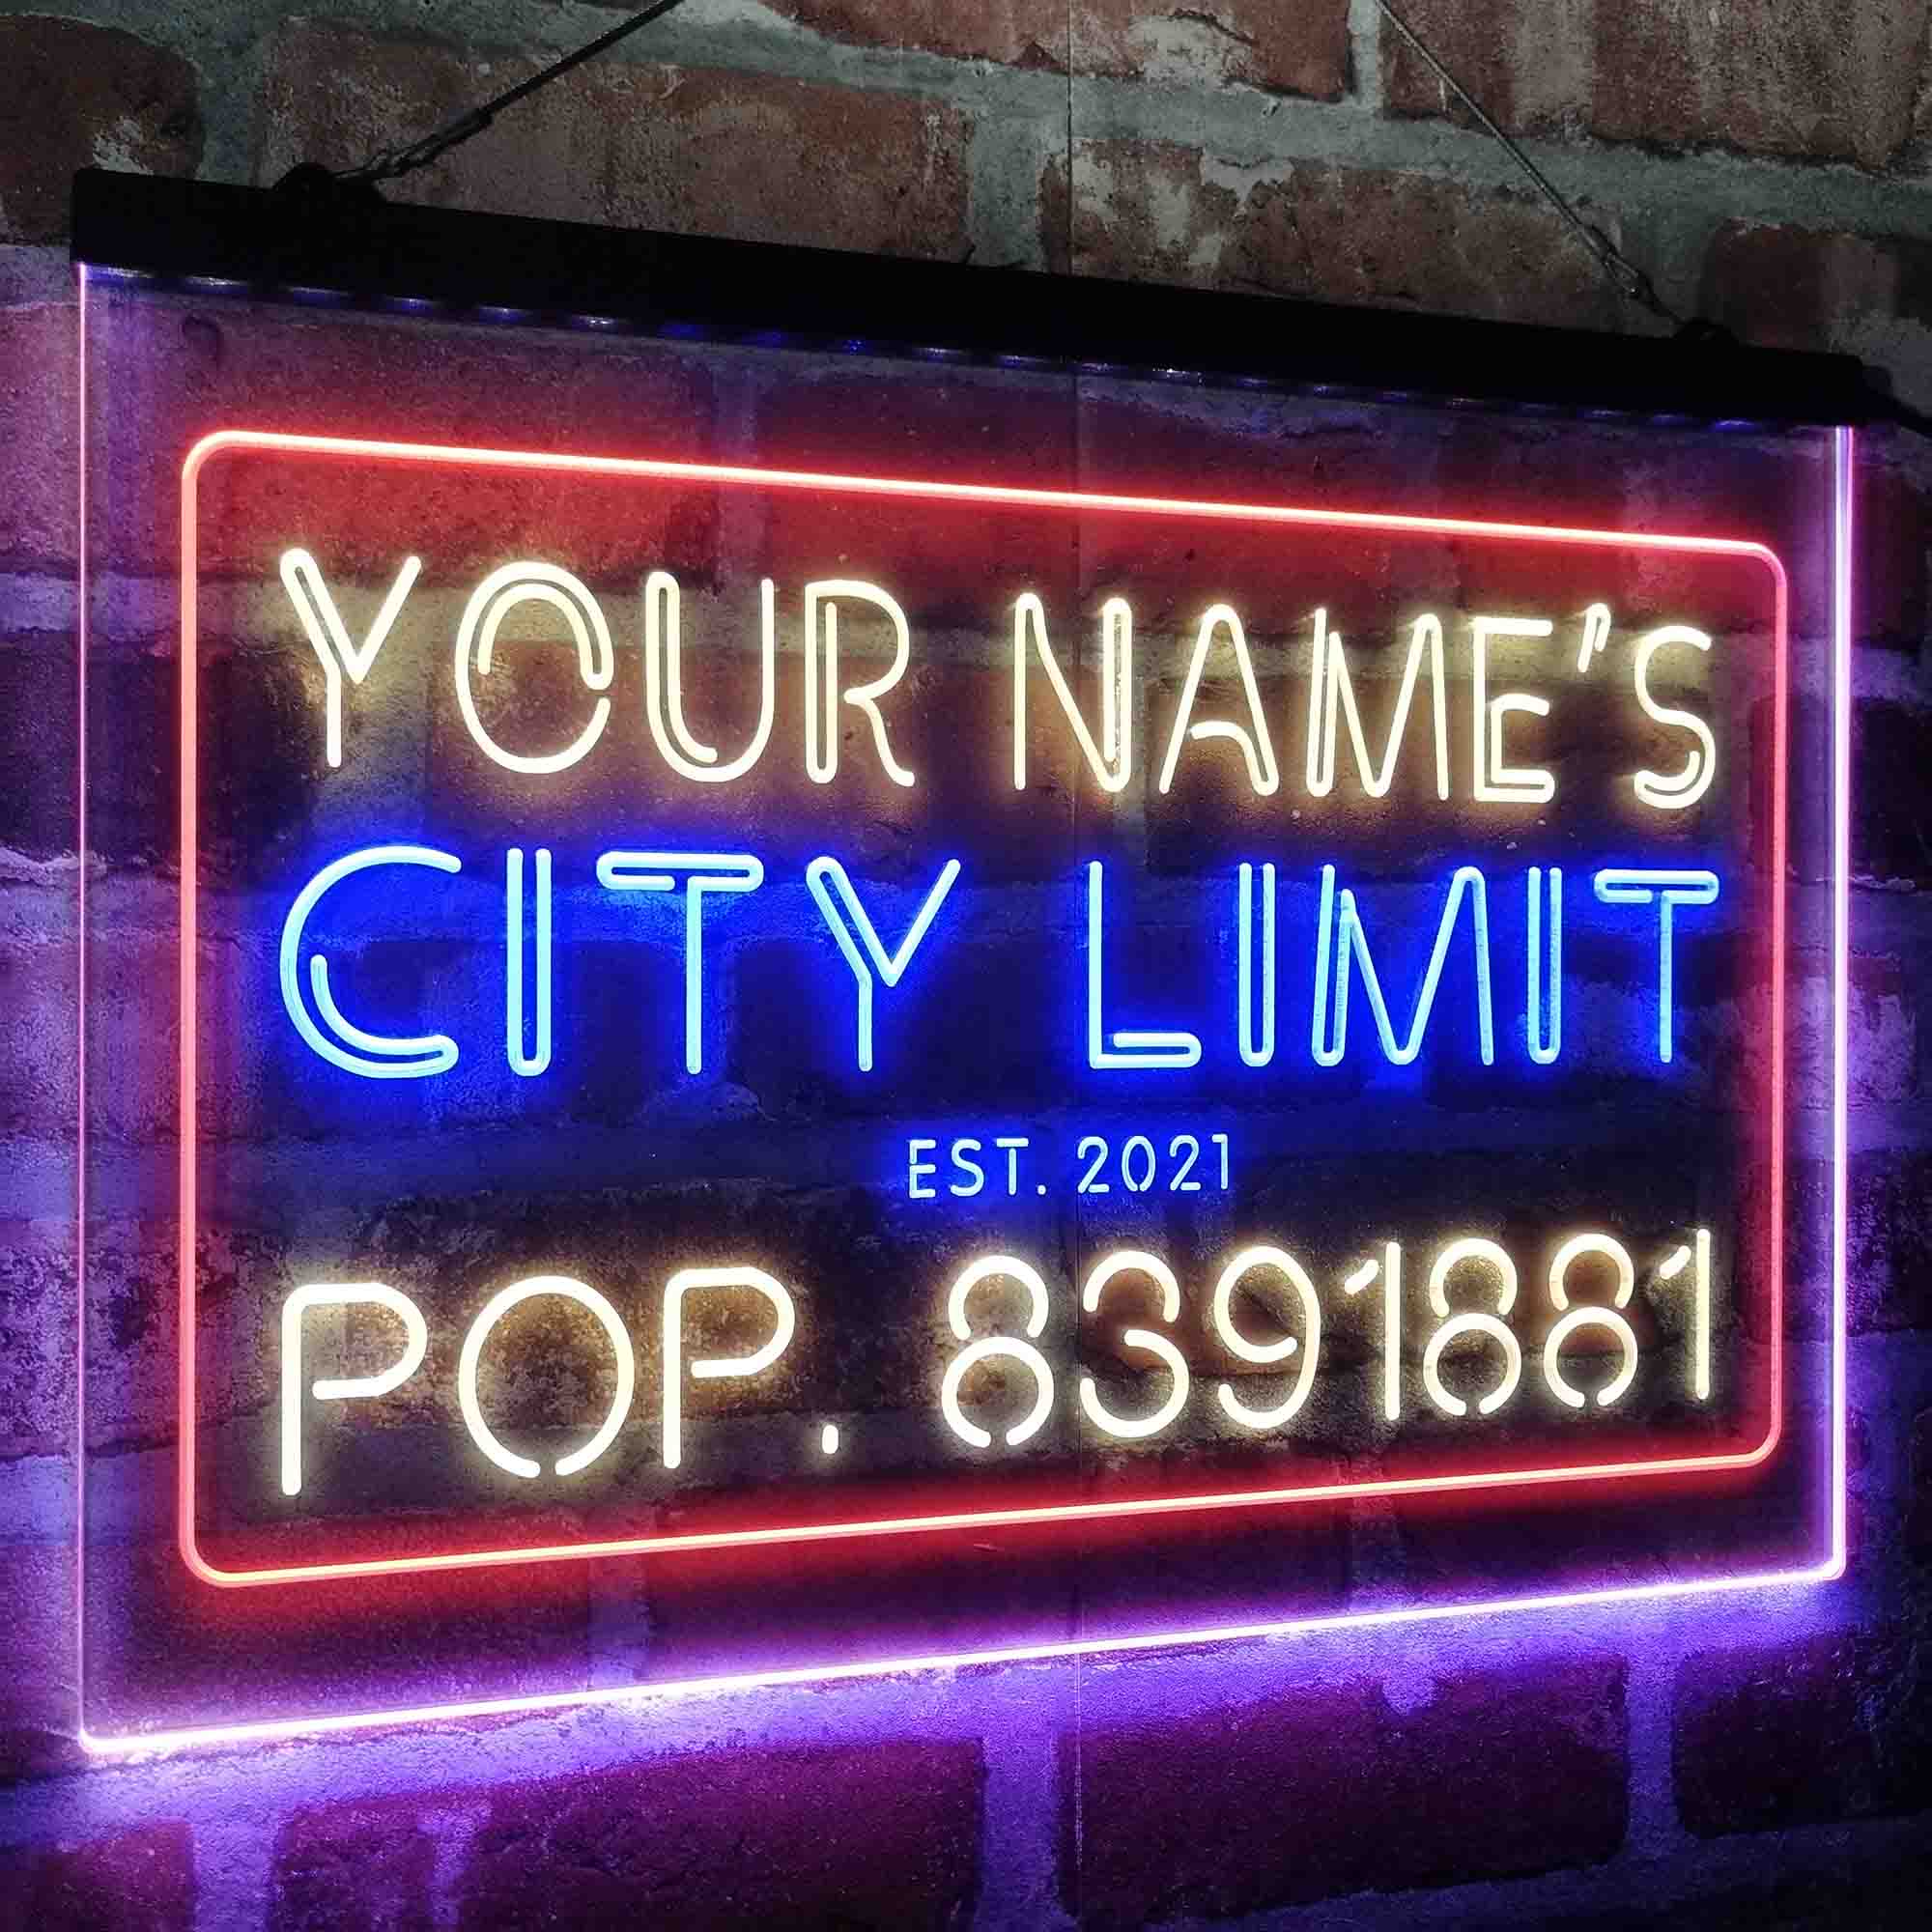 YOUR NAME'S
CITY LIMIT
EST. 2021
POP. 8391881